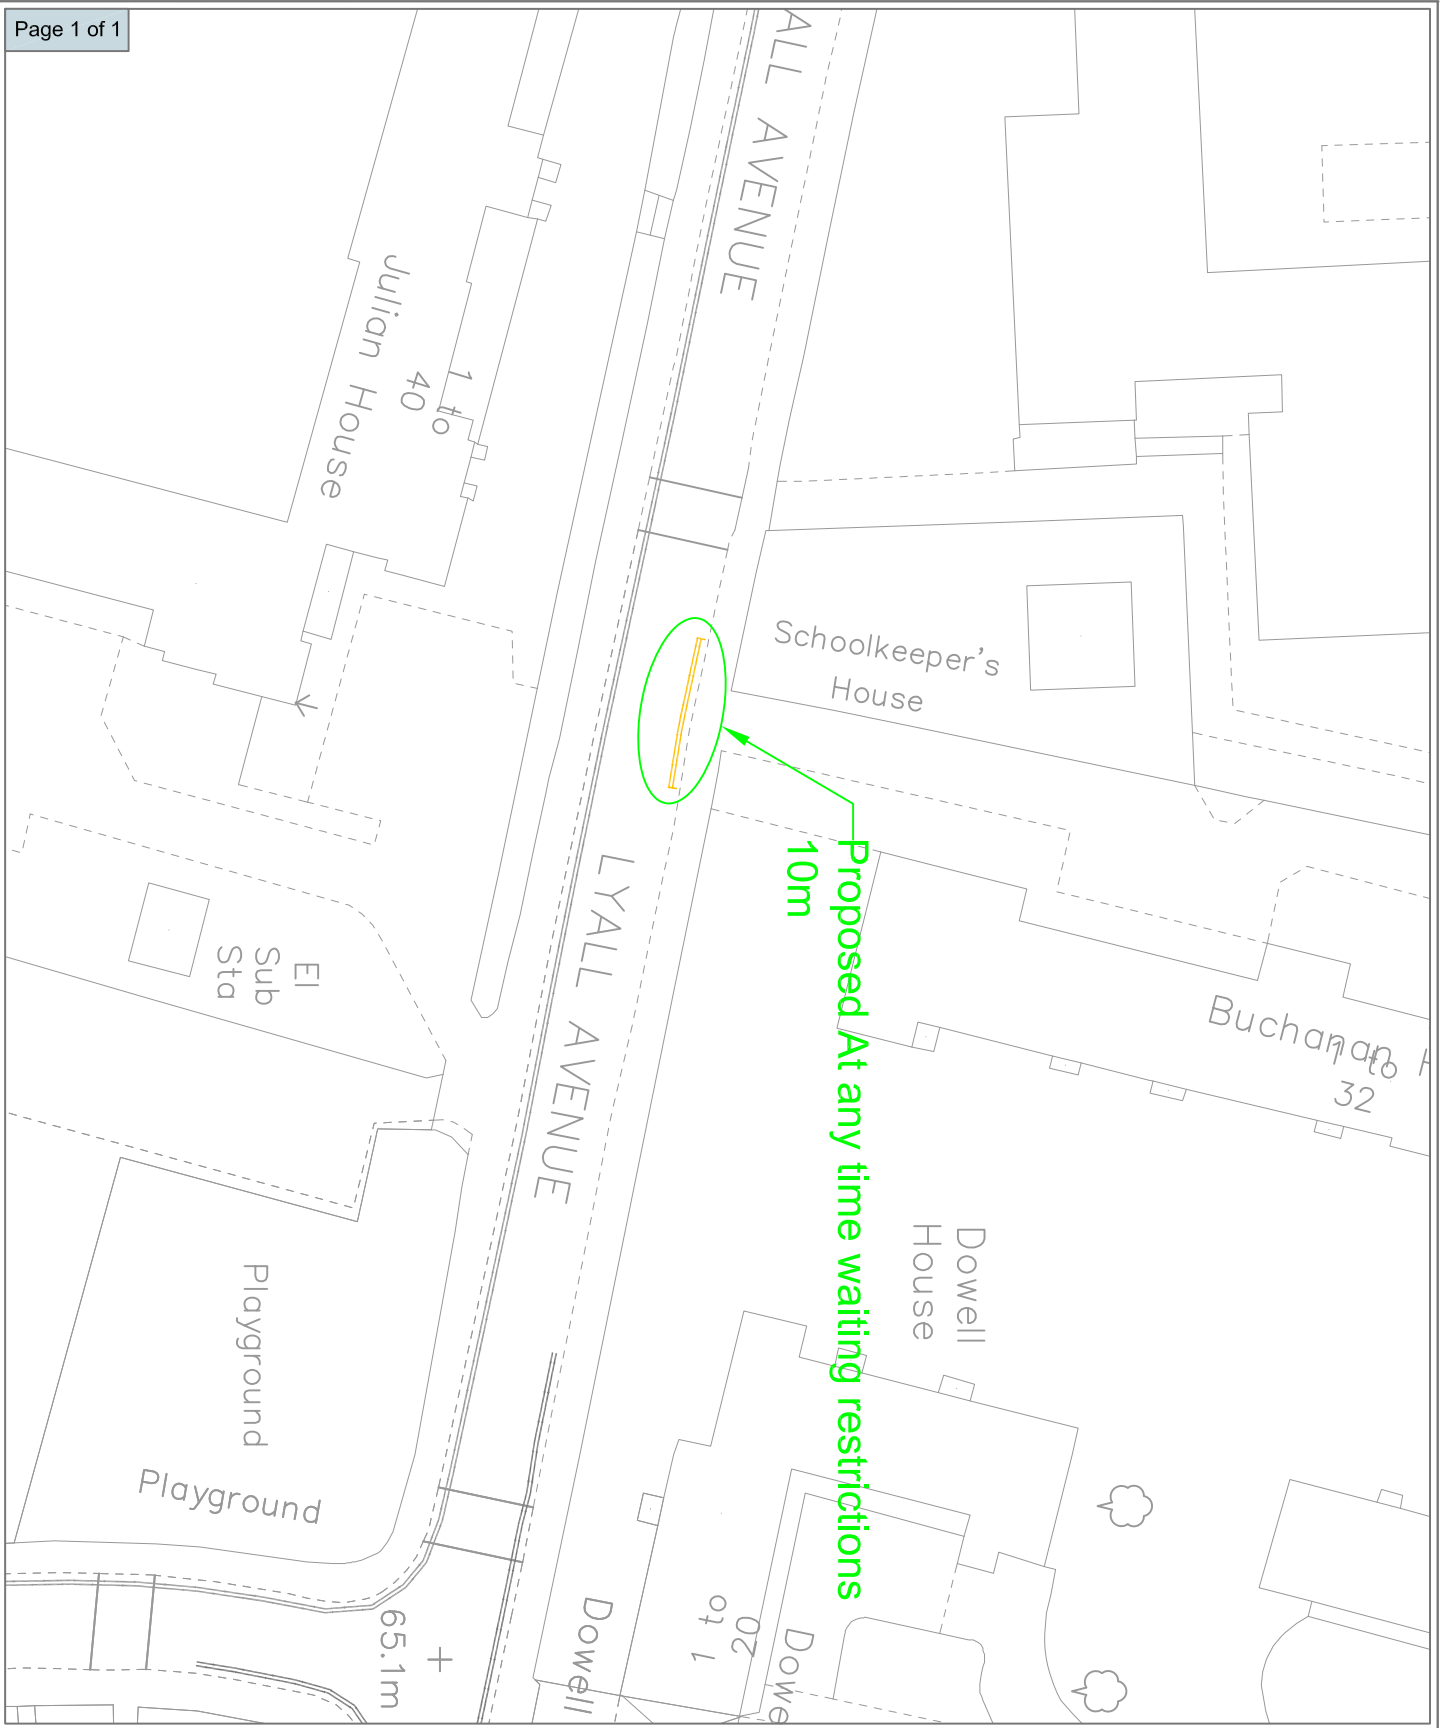 Page 1 of 1
ALL AVENUE
Julian House
1 to
40
Schoolkeeper's
House
Proposed At any time waiting restrictions
10m
LYALL AVENUE
El
Sub
Sta
Buchanan H
1 to
32
Dowell
House
Playground
Playground
65.1m
Dowell
1 to
20
Dowe